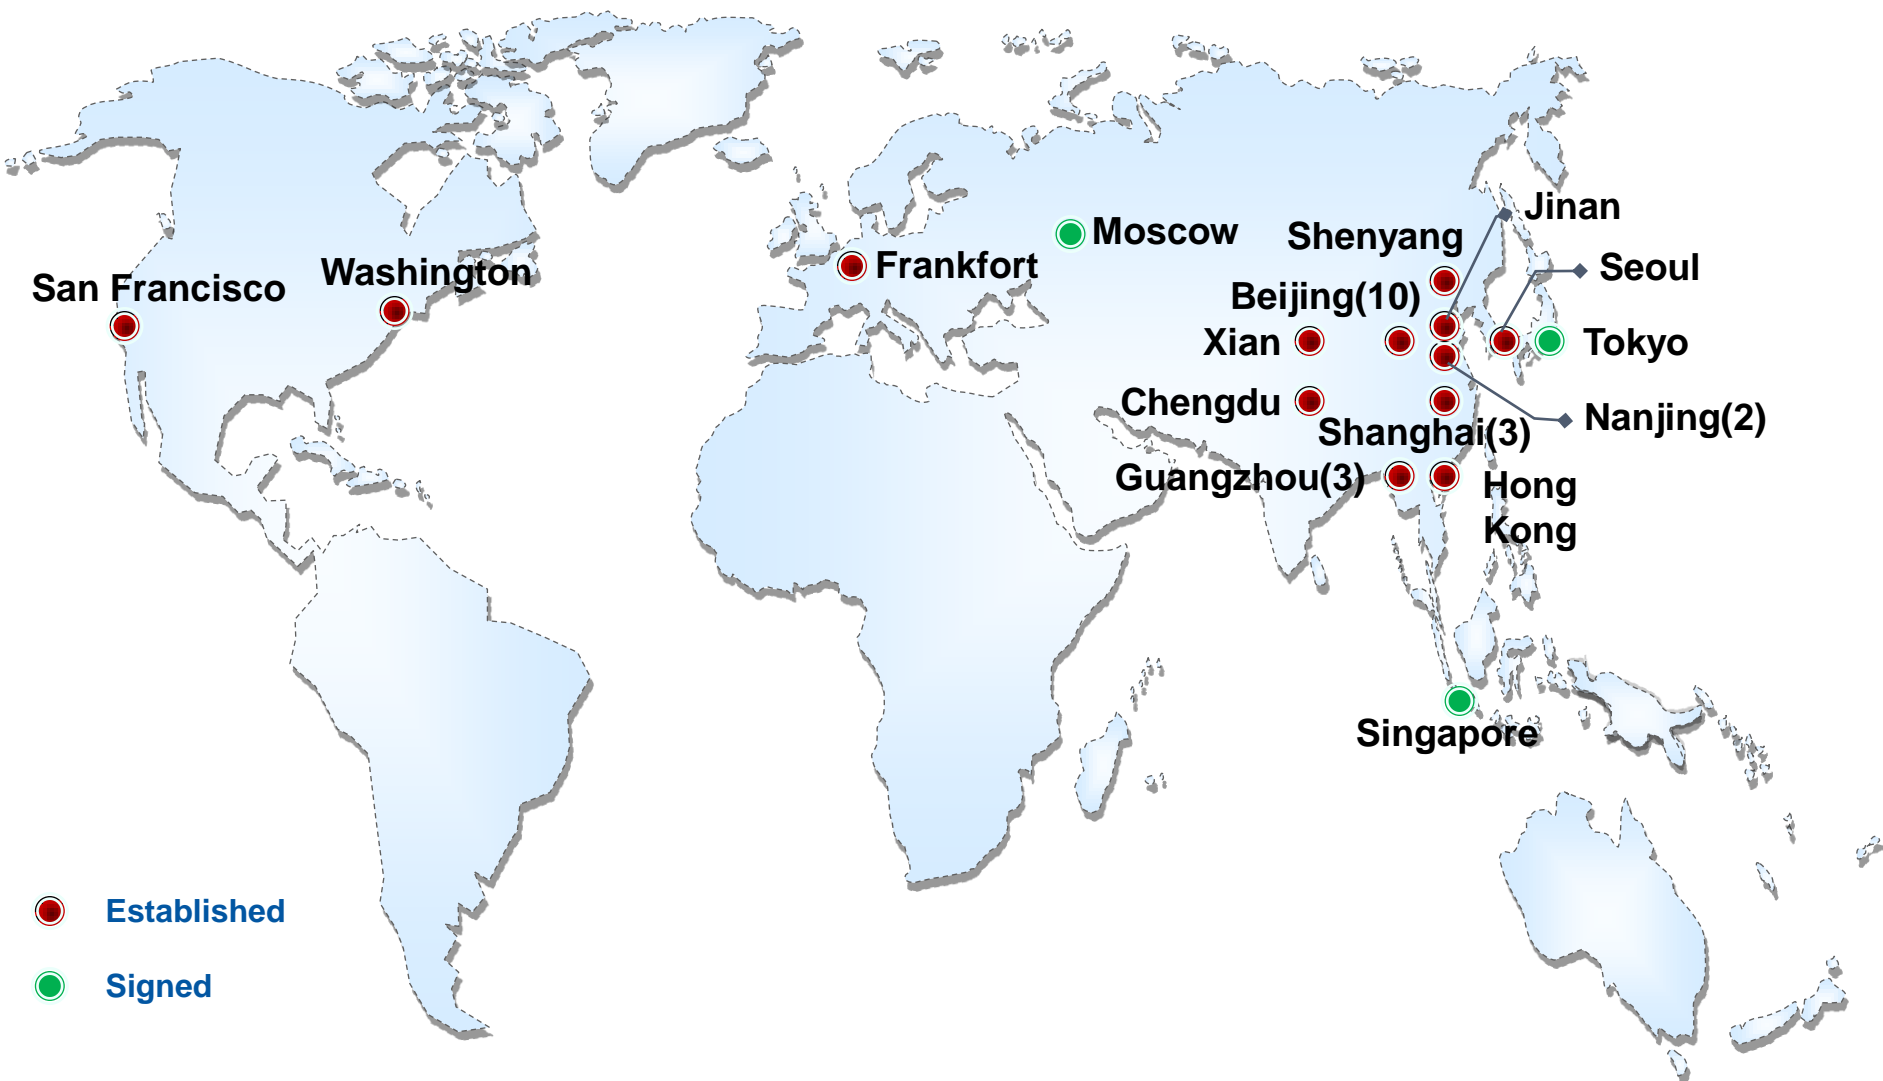 Jinan
Moscow
Shenyang
Frankfort
Seoul
San Francisco
Washington
Beijing(10)
Xian
Tokyo
Chengdu
Nanjing(2)
Shanghai(3)
Guangzhou(3)
Hong
Kong
Singapore
Established
Signed